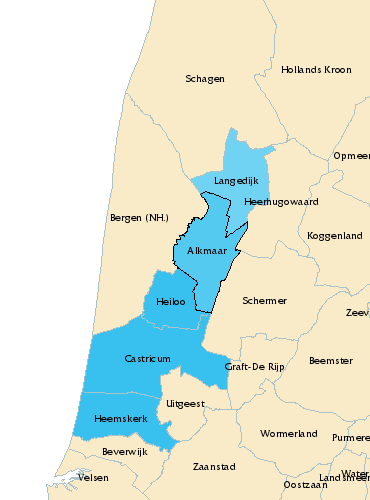 Hollands Kroon
Schagen
Opmeer
Langedijk
Heerhugowaard
Bergen (NH.)
Koggenland
Alkmaar
Heiloo
Schermer
Zeev
Castricum
Graft-De Rijp
Beemster
Uitgeest
Heemskerk
Wormerland
Purmere
Beverwijk
Zaanstad
Velsen
Water
Landsmeer
Oostzaan